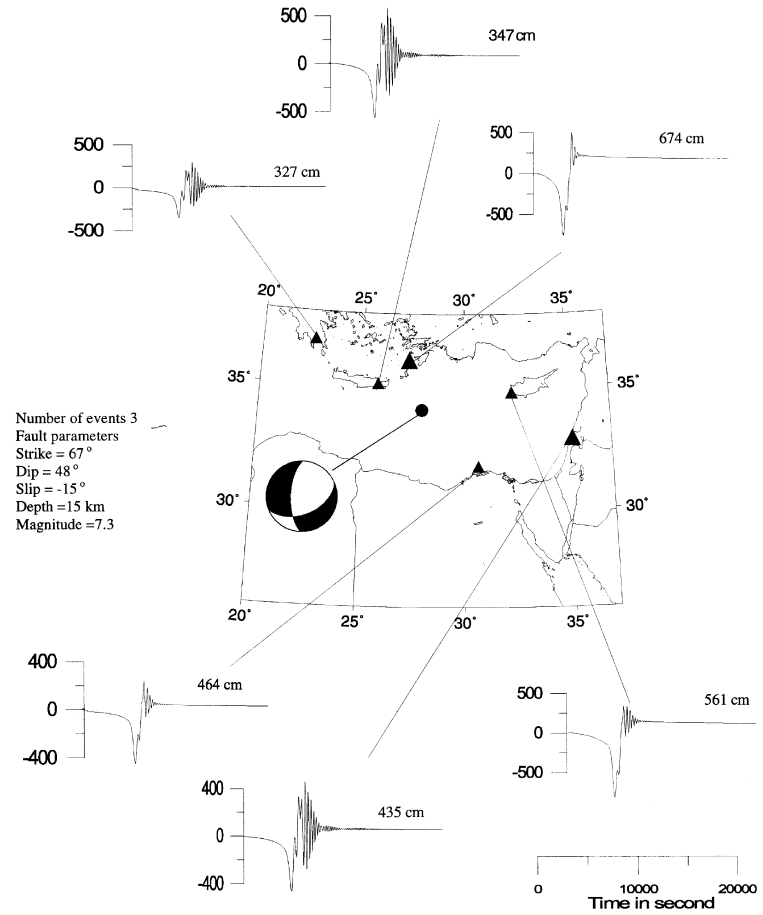 500
0
-500
347cm
500
0
-500
327 cm
500
0
-500
674 cm
20°
25°
30°
35°
35°
35°
30°
30°
20°
25°
30°
35°
Number of events 3
Fault parameters
Strike = 67°
Dip = 48°
Slip = -15°
Depth =15 km
Magnitude =7.3
400
0
-400
464 cm
500
0
-500
561 cm
400
0
-400
435 cm
0
10000
20000
Time in second